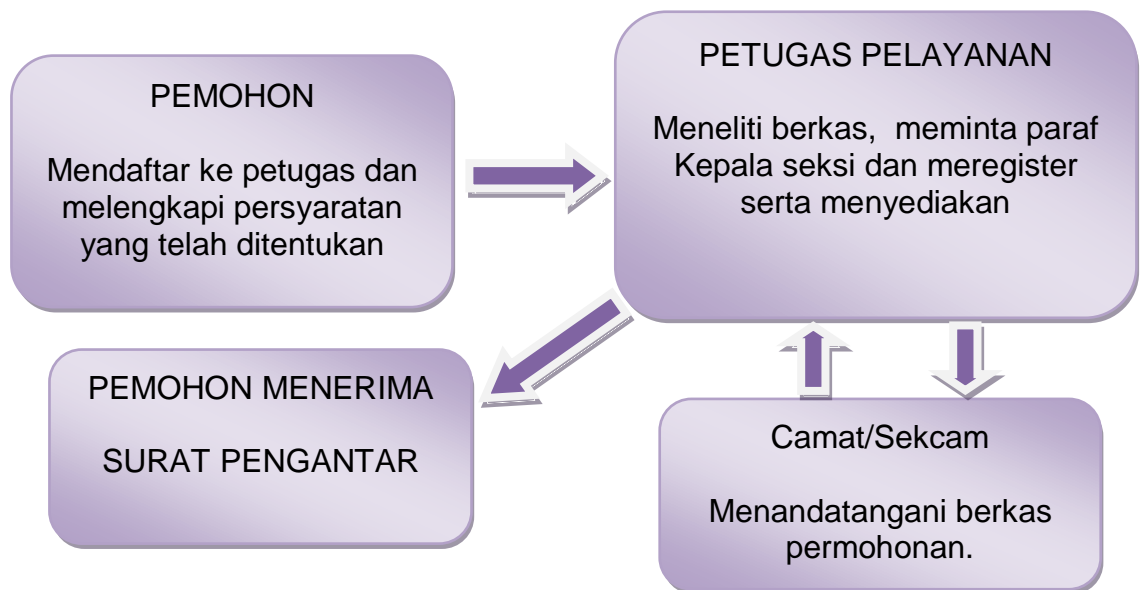 PEMOHON
Mendaftar ke petugas dan
melengkapi persyaratan
yang telah ditentukan
PETUGAS PELAYANAN
Meneliti berkas, meminta paraf
Kepala seksi dan meregister
serta menyediakan
Camat/Sekcam
Menandatangani berkas
permohonan.
PEMOHON MENERIMA
SURAT PENGANTAR